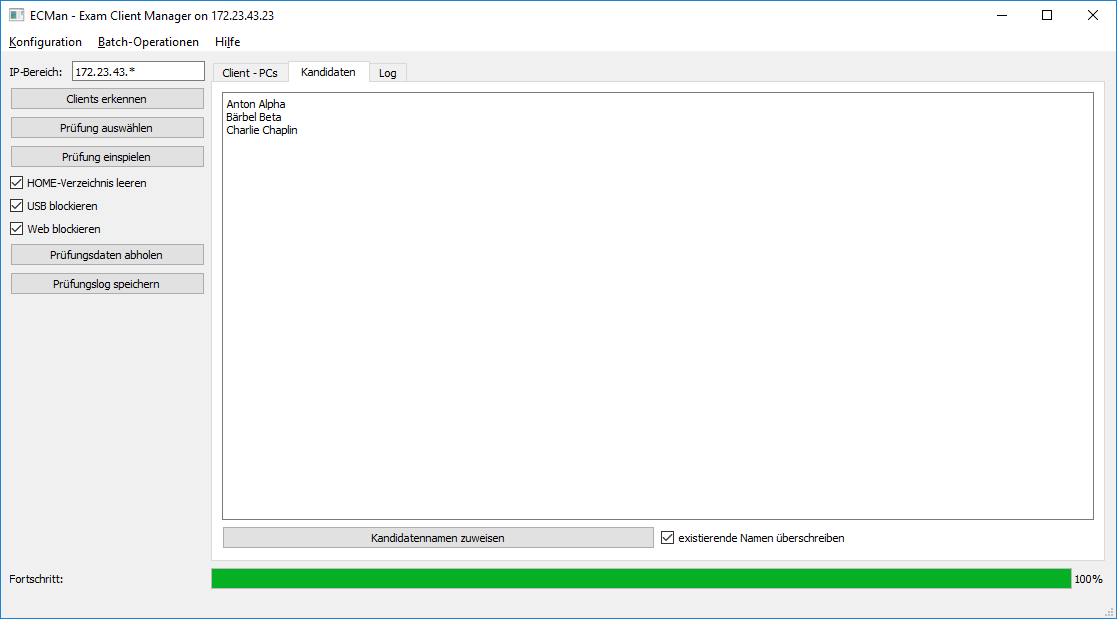 ECMan - Exam Client Manager on 172.23.43.23
Konfiguration Batch-Operationen Hilfe
IP-Bereich: 172.23.43.*
Clients erkennen
Prüfung auswählen
Prüfung einspielen
HOME-Verzeichnis leeren
USB blockieren
Web blockieren
Prüfungsdaten abholen
Prüfungslog speichern
Client - PCs Kandidaten Log
Anton Alpha
Bärbel Beta
Charlie Chaplin
Kandidatennamen zuweisen existierende Namen überschreiben
Fortschritt: 100%